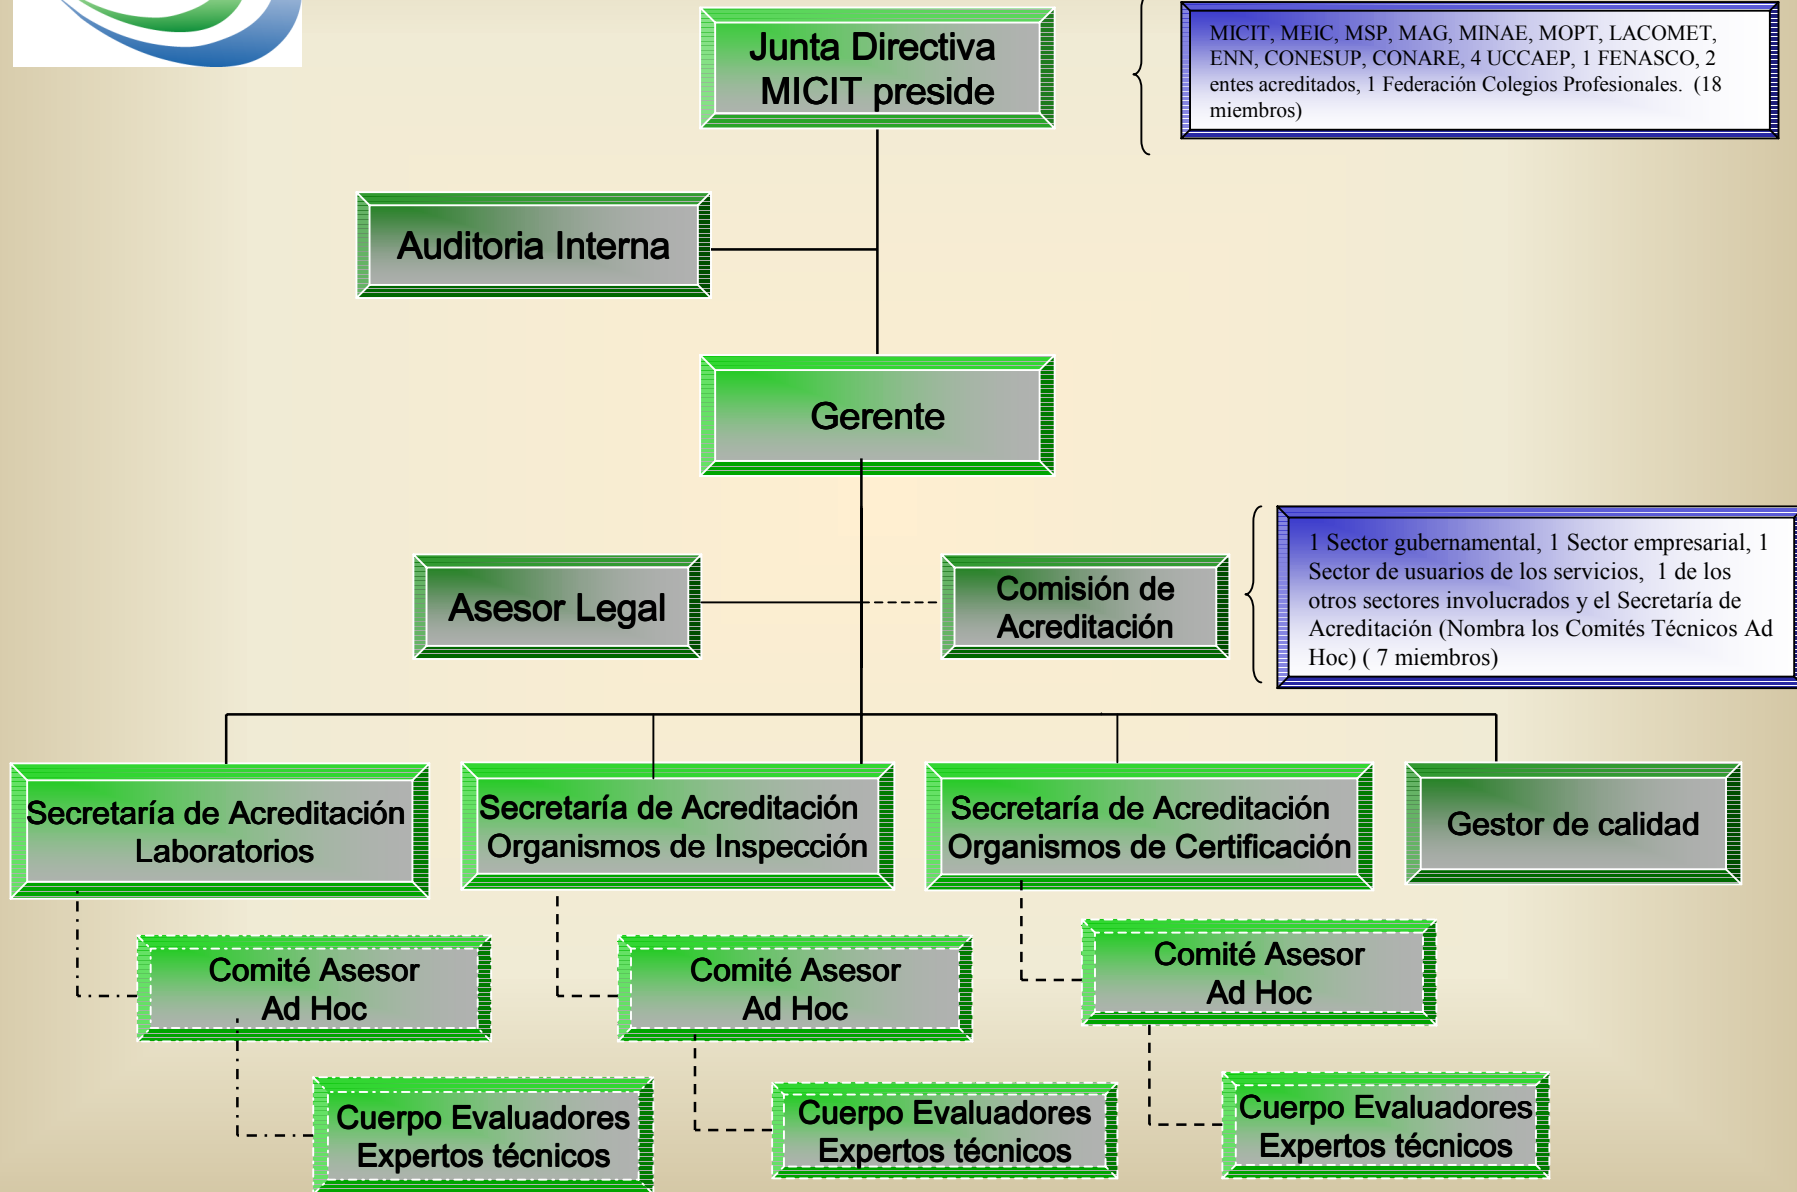 Junta Directiva
MICIT preside
MICIT, MEIC, MSP, MAG, MINAE, MOPT, LACOMET,
ENN, CONESUP, CONARE, 4 UCCAEP, 1 FENASCO, 2
entes acreditados, 1 Federación Colegios Profesionales. (18
miembros)
Auditoria Interna
Gerente
Asesor Legal
Comisión de
Acreditación
1 Sector gubernamental, 1 Sector empresarial, 1
Sector de usuarios de los servicios, 1 de los
otros sectores involucrados y el Secretaría de
Acreditación (Nombra los Comités Técnicos Ad
Hoc) ( 7 miembros)
Secretaría de Acreditación
Laboratorios
Secretaría de Acreditación
Organismos de Inspección
Secretaría de Acreditación
Organismos de Certificación
Gestor de calidad
Comité Asesor
Ad Hoc
Comité Asesor
Ad Hoc
Comité Asesor
Ad Hoc
Cuerpo Evaluadores
Expertos técnicos
Cuerpo Evaluadores
Expertos técnicos
Cuerpo Evaluadores
Expertos técnicos